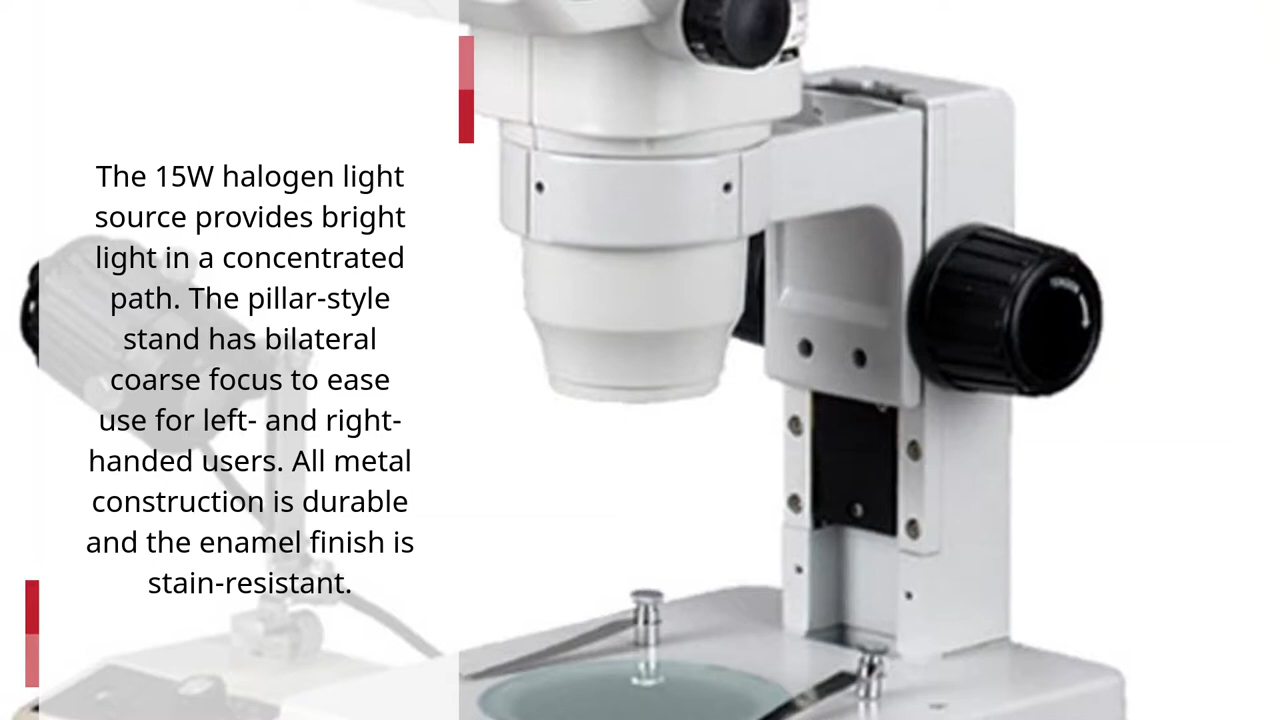 The 15W halogen light
source provides bright
light in a concentrated
path. The pillar-style
stand has bilateral
coarse focus to ease
use for left- and right-
handed users. All metal
construction is durable
and the enamel finish is
stain-resistant.